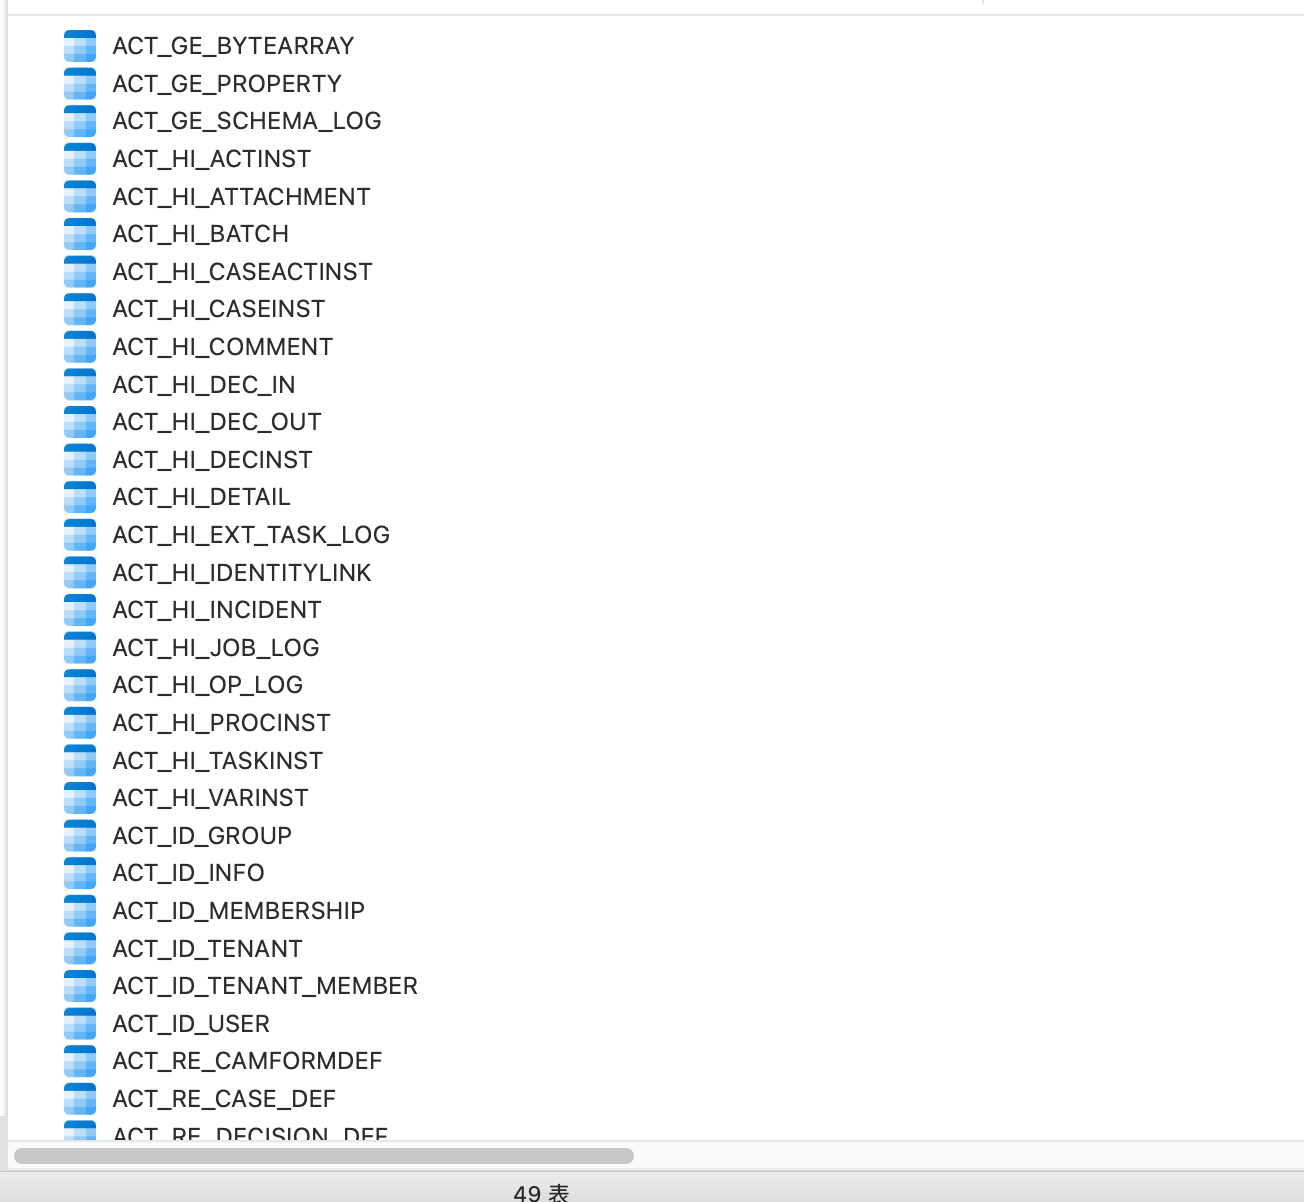 ACT_GE_BYTEARRAY
ACT_GE_PROPERTY
ACT_GE_SCHEMA_LOG
ACT_HI_ACTINST
ACT_HI_ATTACHMENT
ACT_HI_BATCH
ACT_HI_CASEACTINST
ACT_HI_CASEINST
ACT_HI_COMMENT
ACT_HI_DEC_IN
ACT_HI_DEC_OUT
ACT_HI_DECINST
ACT_HI_DETAIL
ACT_HI_EXT_TASK_LOG
ACT_HI_IDENTITYLINK
ACT_HI_INCIDENT
ACT_HI_JOB_LOG
ACT_HI_OP_LOG
ACT_HI_PROCINST
ACT_HI_TASKINST
ACT_HI_VARINST
ACT_ID_GROUP
ACT_ID_INFO
ACT_ID_MEMBERSHIP
ACT_ID_TENANT
ACT_ID_TENANT_MEMBER
ACT_ID_USER
ACT_RE_CAMFORMDEF
ACT_RE_CASE_DEF
ACT_RE_DECISION_DEF
49 表